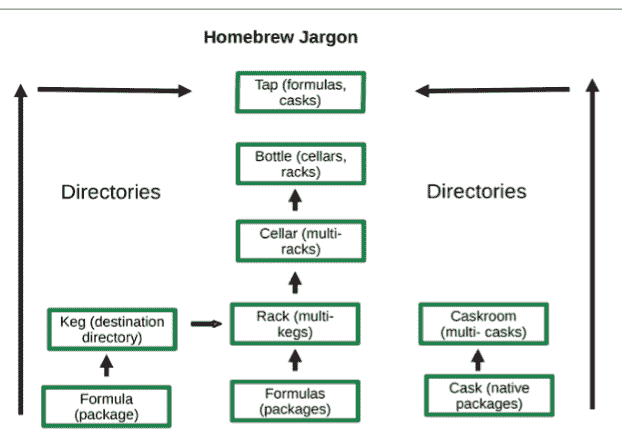 Homebrew Jargon
Tap (formulas,
casks)
Bottle (cellars,
racks)
Directories
Directories
Cellar (multi-
racks)
Keg (destination
directory)
Rack (multi-
kegs)
Caskroom
(multi- casks)
Formula
(package)
Formulas
(packages)
Cask (native
packages)